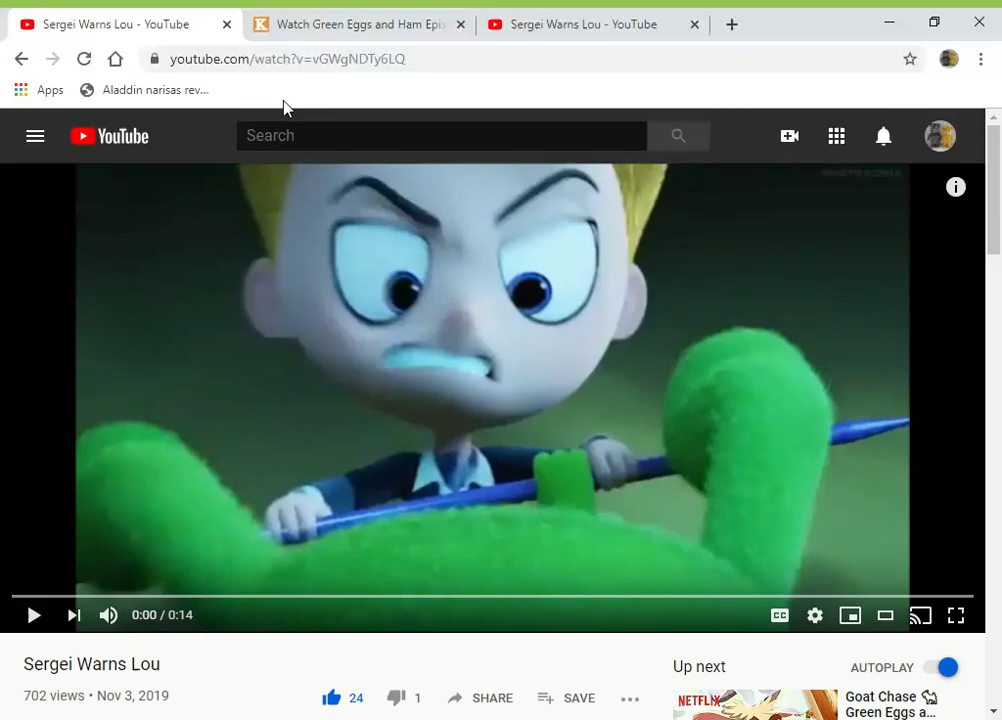 Sergei Warns Lou - YouTube
Watch Green Eggs and Ham Epis
Sergei Warns Lou - YouTube
youtube.com/watch?v=vGWgNDTy6LQ
Apps
Aladdin narisas rev...
YouTube
Search
0:00 / 0:14
CC
Sergei Warns Lou
702 views • Nov 3, 2019
24
1
SHARE
SAVE
Up next
AUTOPLAY
NETFLIX
Goat Chase 🐐
Green Eggs a...